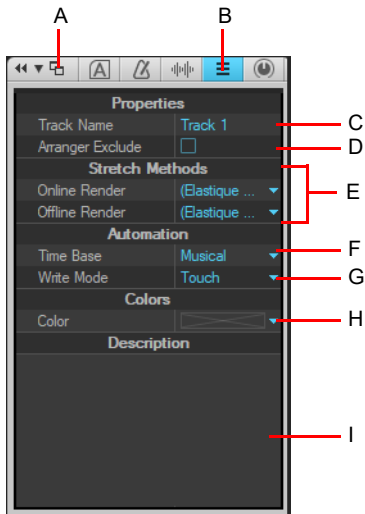 A B
A
Properties
Track Name Track 1 C
Arranger Exclude D
Stretch Methods
E
Online Render (Elastique ...
Offline Render (Elastique ...
Automation
Time Base Musical F
Write Mode Touch G
Colors
Color H
Description
I